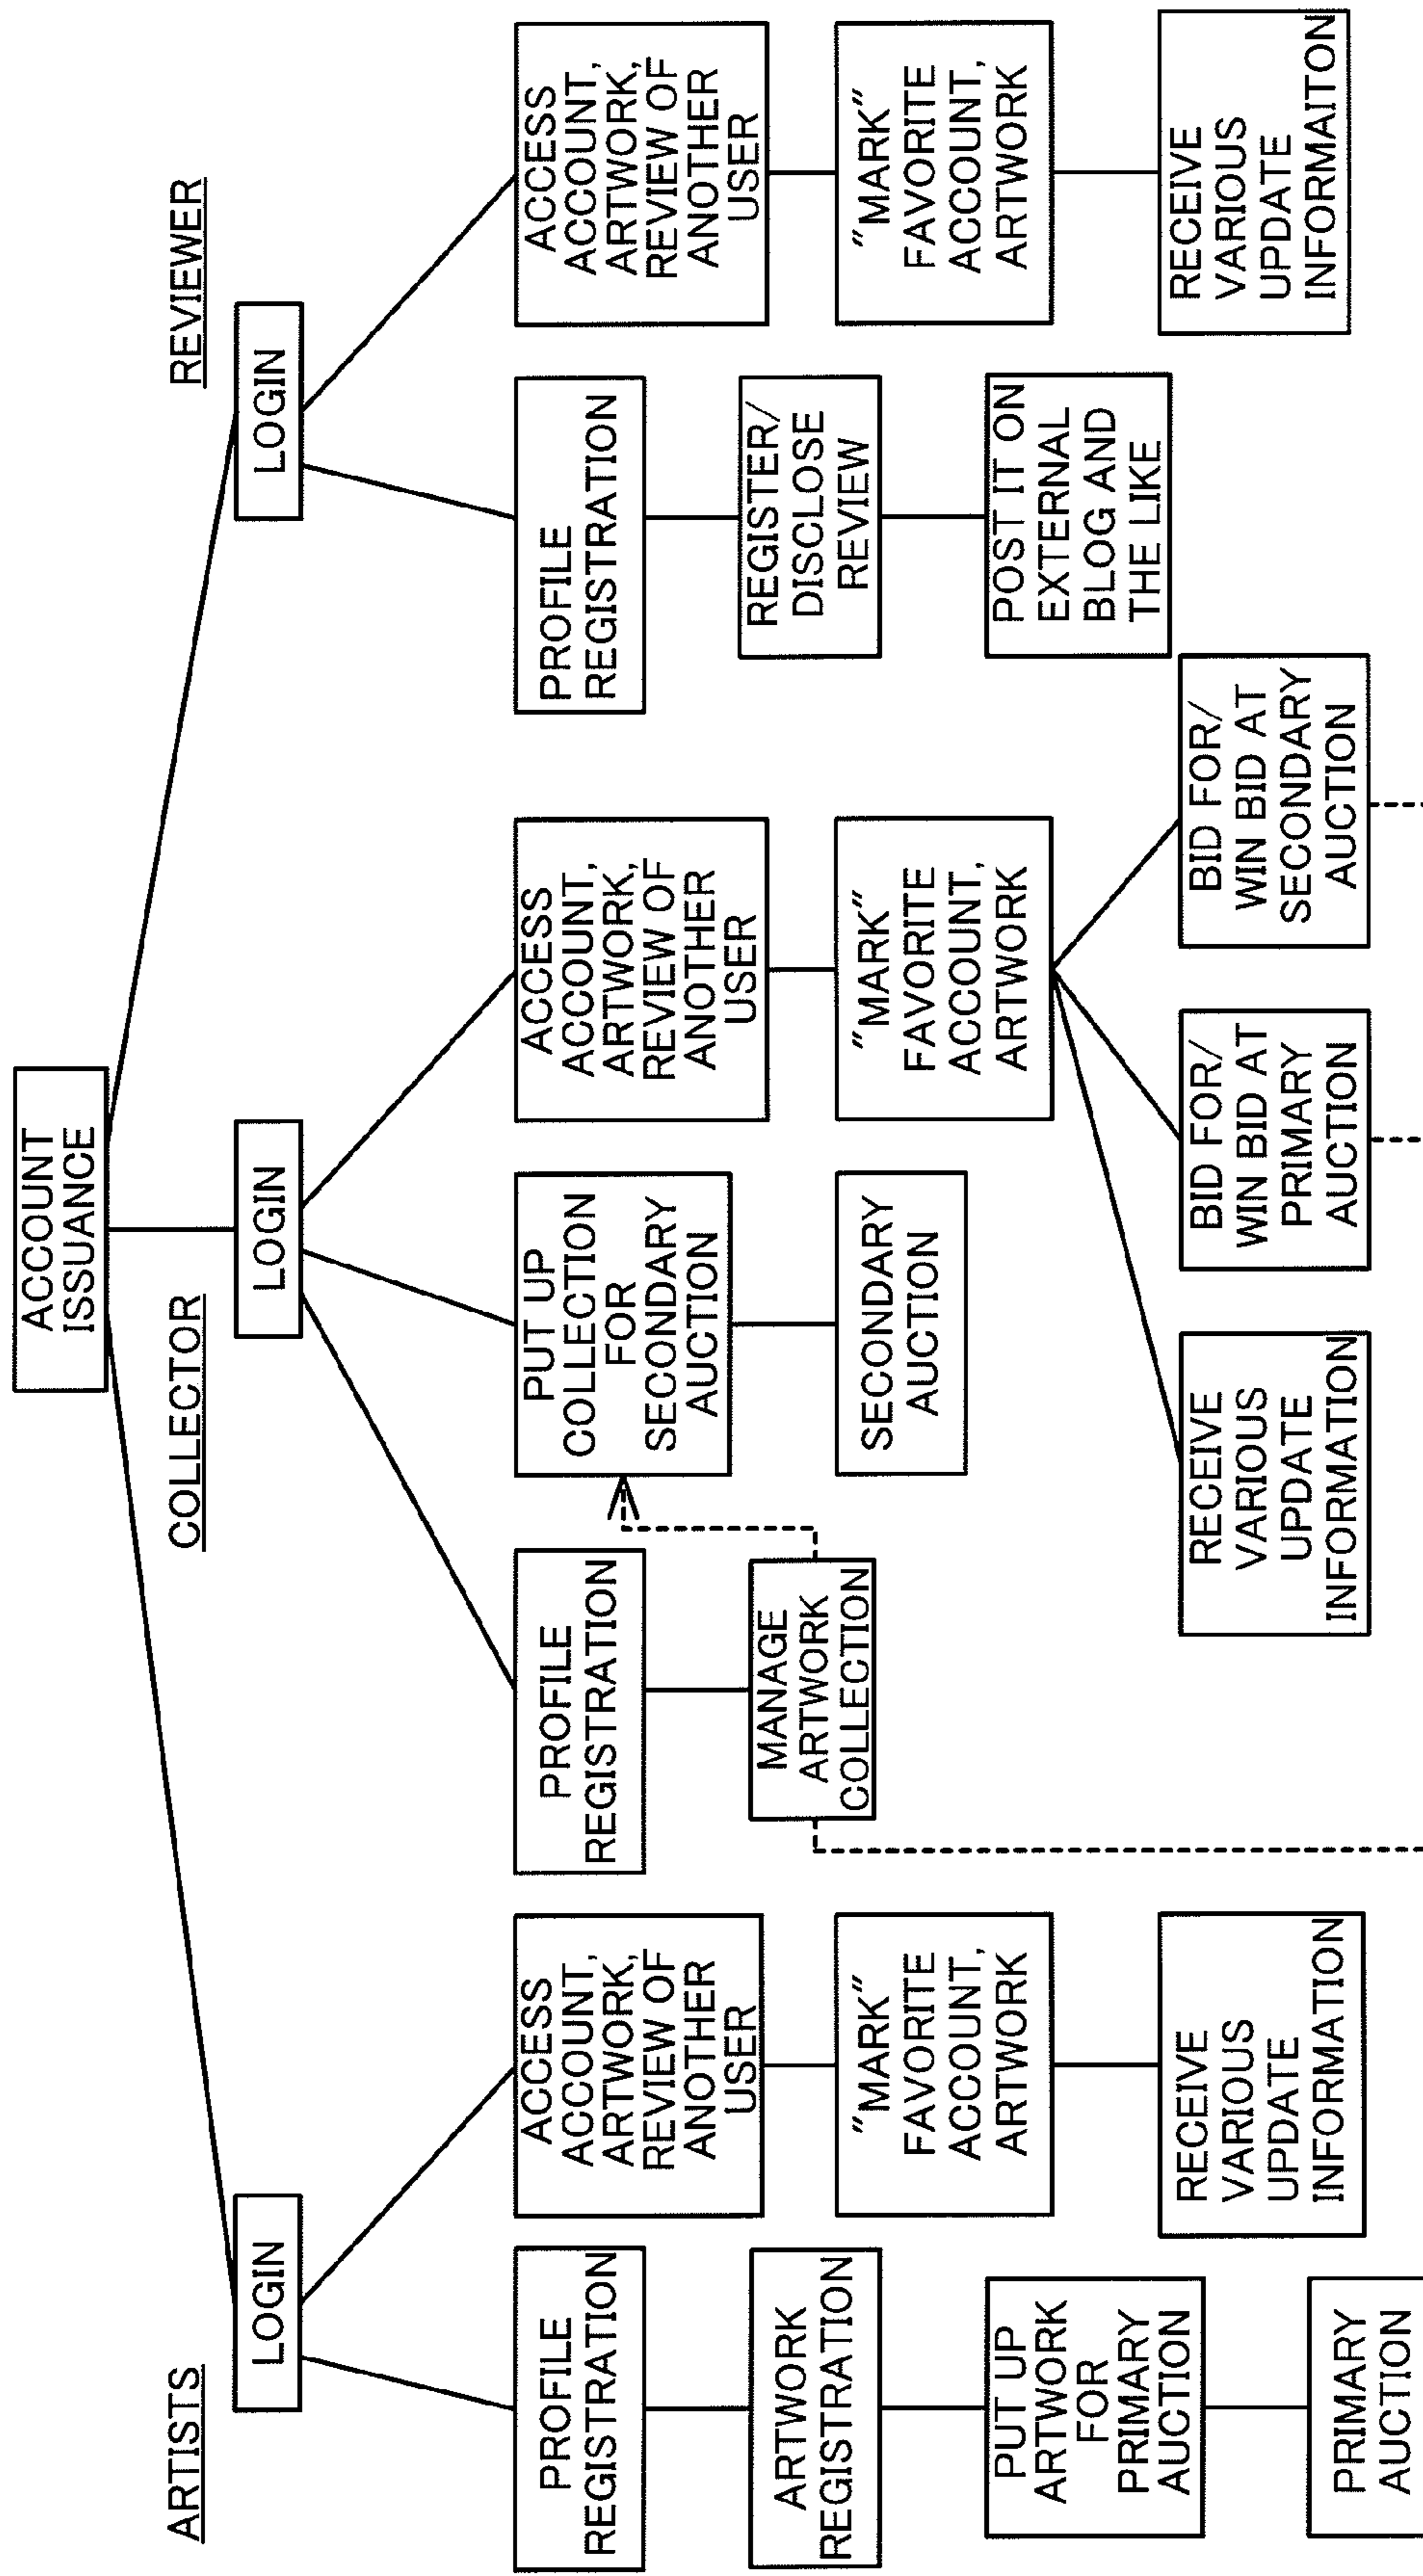 ACCOUNT
ISSUANCE
ARTISTS
LOGIN
PROFILE
REGISTRATION
ARTWORK
REGISTRATION
PUT UP
ARTWORK
FOR
PRIMARY
AUCTION
PRIMARY
AUCTION
ACCESS
ACCOUNT,
ARTWORK,
REVIEW OF
ANOTHER
USER
"MARK"
FAVORITE
ACCOUNT,
ARTWORK
RECEIVE
VARIOUS
UPDATE
INFORMATION
COLLECTOR
LOGIN
PROFILE
REGISTRATION
MANAGE
ARTWORK
COLLECTION
PUT UP
COLLECTION
FOR
SECONDARY
AUCTION
SECONDARY
AUCTION
ACCESS
ACCOUNT,
ARTWORK,
REVIEW OF
ANOTHER
USER
"MARK"
FAVORITE
ACCOUNT,
ARTWORK
RECEIVE
VARIOUS
UPDATE
INFORMATION
BID FOR/
WIN BID AT
PRIMARY
AUCTION
BID FOR/
WIN BID AT
SECONDARY
AUCTION
REVIEWER
LOGIN
PROFILE
REGISTRATION
REGISTER/
DISCLOSE
REVIEW
POST IT ON
EXTERNAL
BLOG AND
THE LIKE
ACCESS
ACCOUNT,
ARTWORK,
REVIEW OF
ANOTHER
USER
"MARK"
FAVORITE
ACCOUNT,
ARTWORK
RECEIVE
VARIOUS
UPDATE
INFORMAITON